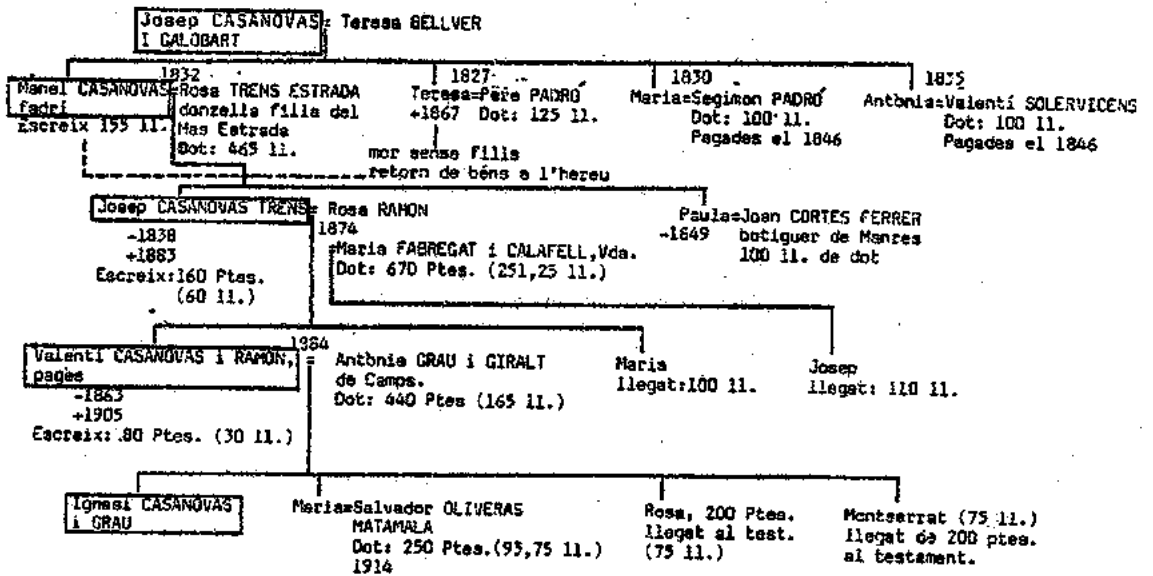 Josep CASANOVAS = Teresa BELLVER
I GALOBART
1832
Manel CASANOVAS=Rosa TRENS ESTRADA
fadrí donzella filla del
Escreix 155 ll. Mas Estrada
Dot: 465 ll.
1827
Teresa=Pere PADRÓ
+1867 Dot: 125 ll.
mor sense fills
retorn de béns a l'hereu
1830
Maria=Segimon PADRÓ
Dot: 100 ll.
Pagades el 1846
1835
Antònia=Valentí SOLERVICENS
Dot: 100 ll.
Pagades el 1846
Josep CASANOVAS TRENS= Rosa RAMON
-1838
+1883
Escreix:160 Ptes.
(60 ll.)
1874
=Maria FABREGAT i CALAFELL,Vda.
Dot: 670 Ptes. (251,25 ll.)
Paula=Joan CORTES FERRER
-1849 botiguer de Manres
100 ll. de dot
1884
Valentí CASANOVAS i RAMON, =
pagès
-1863
+1905
Escreix: 80 Ptes. (30 ll.)
Antònia GRAU i GIRALT
de Camps.
Dot: 440 Ptes (165 ll.)
Maria
llegat:100 ll.
Josep
llegat: 110 ll.
Ignasi CASANOVAS
i GRAU
Maria=Salvador OLIVERAS
MATAMALA
Dot: 250 Ptes.(93,75 ll.)
1914
Rosa, 200 Ptes.
llegat al test.
(75 ll.)
Montserrat (75 ll.)
llegat de 200 ptes.
al testament.